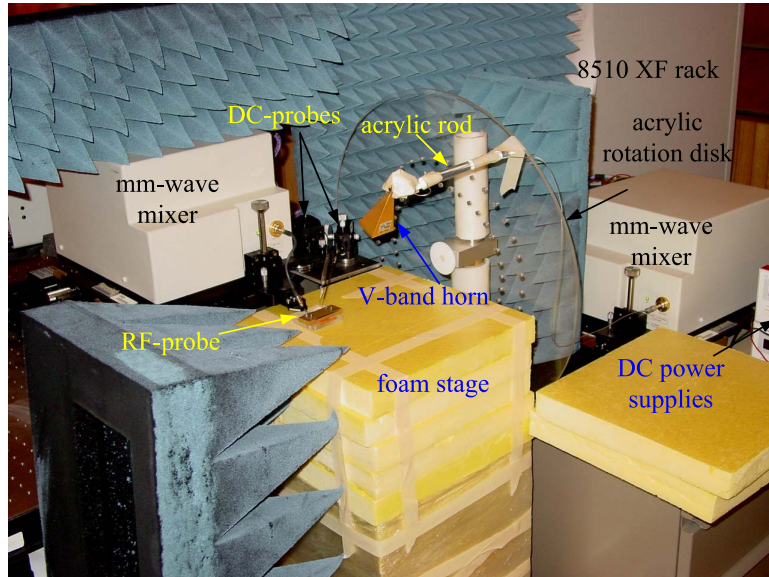 8510 XF rack
DC-probes
acrylic rod
acrylic
rotation disk
mm-wave
mixer
mm-wave
mixer
V-band horn
RF-probe
foam stage
DC power
supplies